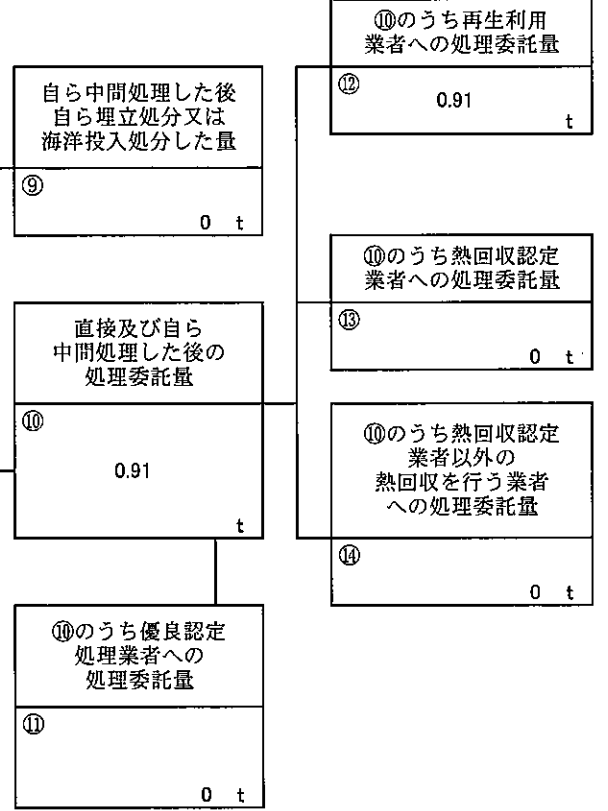 自ら中間処理した後
自ら埋立処分又は
海洋投入処分した量
⑨
0 t
直接及び自ら
中間処理した後の
処理委託量
⑩
0.91
t
⑩のうち優良認定
処理業者への
処理委託量
⑪
0 t
⑩のうち再生利用
業者への処理委託量
⑫
0.91
t
⑩のうち熱回収認定
業者への処理委託量
⑬
0 t
⑩のうち熱回収認定
業者以外の
熱回収を行う業者
への処理委託量
⑭
0 t